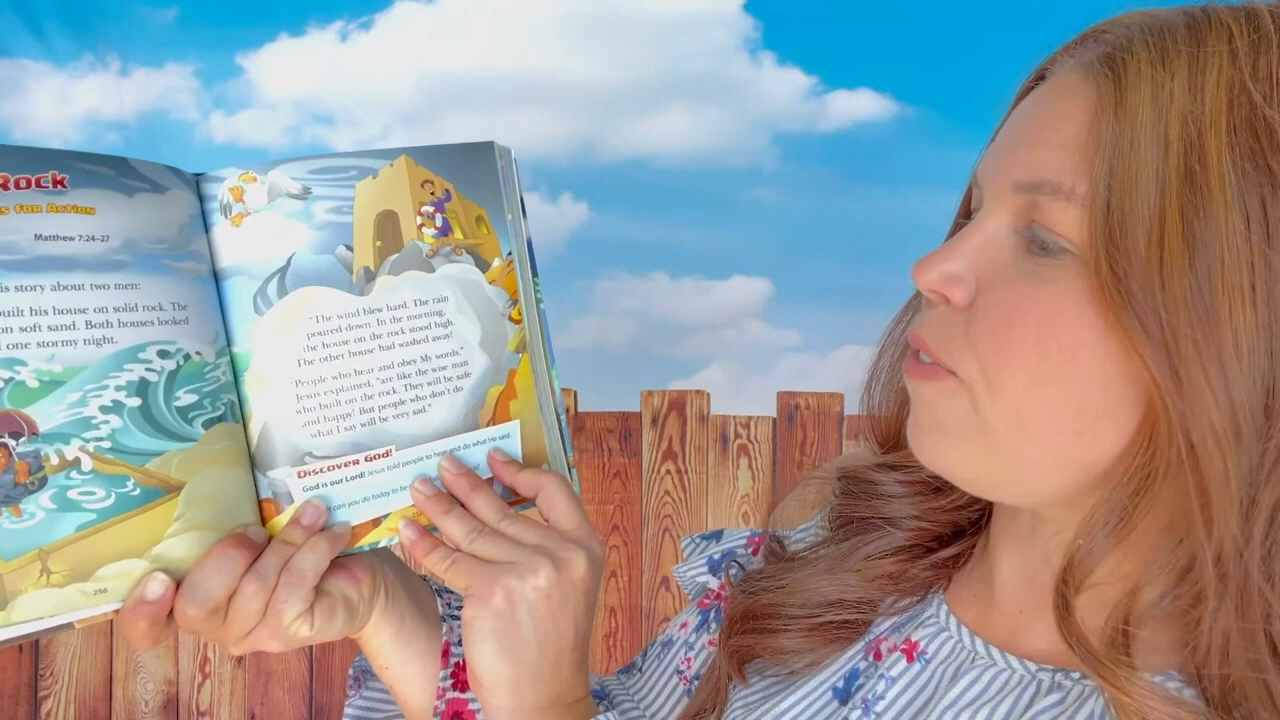 Rock
s for Action
Matthew 7:24–27
is story about two men:
built his house on solid rock. The
on soft sand. Both houses looked
one stormy night.
256
"The wind blew hard. The rain
poured down. In the morning,
the house on the rock stood high.
The other house had washed away!
"People who hear and obey My words,"
Jesus explained, "are like the wise man
who built on the rock. They will be safe
and happy! But people who don't do
what I say will be very sad."
Discover God!
God is our Lord! Jesus told people to hear and do what He said.
can you do today to be